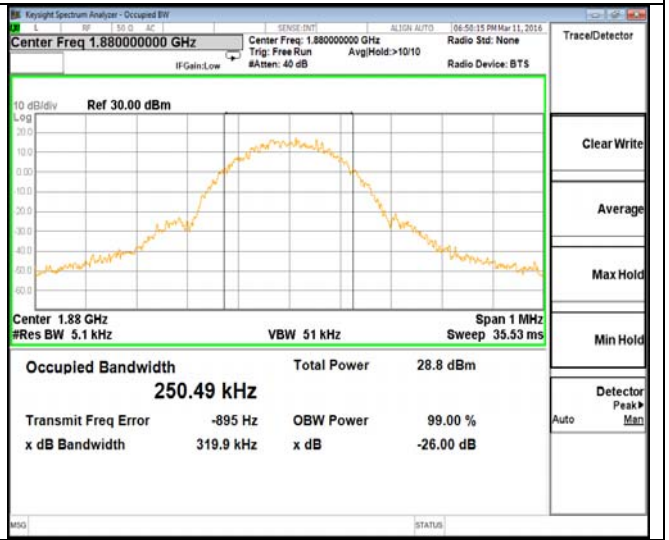 Keysight Spectrum Analyzer - Occupied BW
L RF 50 Ω AC SENSE:INT ALIGN AUTO 06:50:15 PM Mar 11, 2016
Center Freq 1.880000000 GHz Center Freq: 1.880000000 GHz Radio Std: None Trace/Detector
Trig: Free Run Avg|Hold:>10/10
IFGain:Low #Atten: 40 dB Radio Device: BTS
10 dB/div Ref 30.00 dBm
Log
20.0
10.0
0.00
-10.0
-20.0
-30.0
-40.0
-50.0
-60.0
Center 1.88 GHz Span 1 MHz
#Res BW 5.1 kHz VBW 51 kHz Sweep 35.53 ms
Occupied Bandwidth Total Power 28.8 dBm
250.49 kHz
Transmit Freq Error -895 Hz OBW Power 99.00 %
x dB Bandwidth 319.9 kHz x dB -26.00 dB
Clear Write
Average
Max Hold
Min Hold
Detector
Peak▶
Auto Man
MSG STATUS